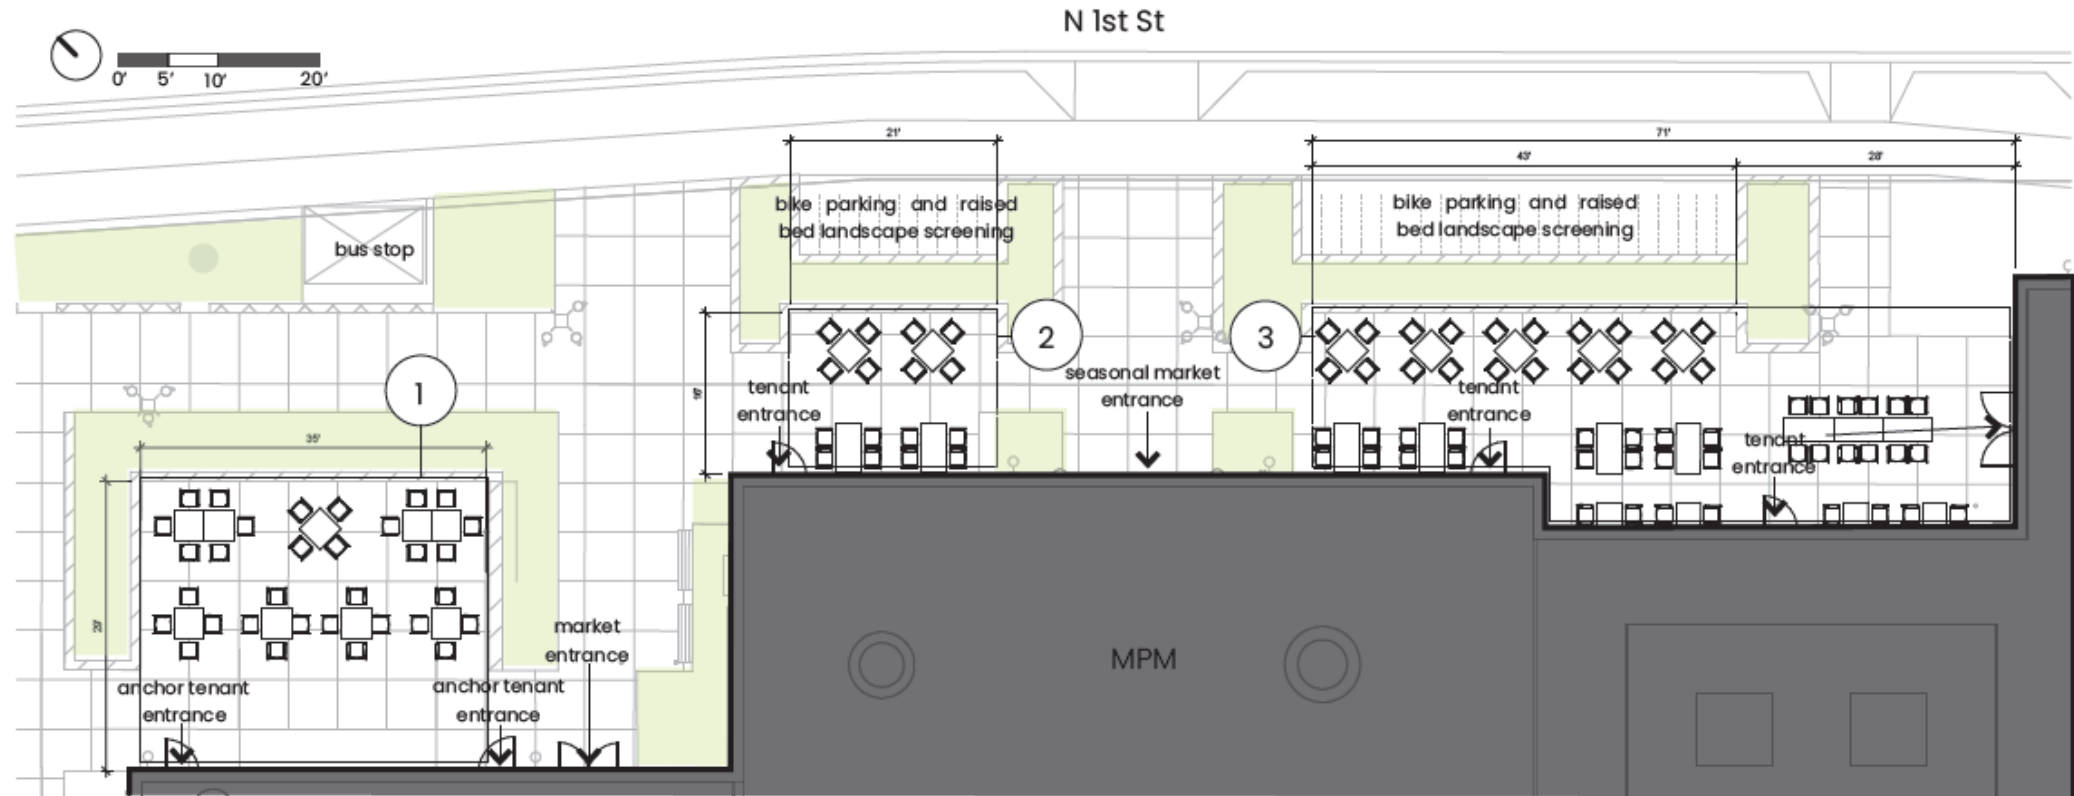 N 1st St
0' 5' 10' 20'
21'
71'
43'
28'
bike parking and raised
bed landscape screening
bike parking and raised
bed landscape screening
bus stop
2
3
1
seasonal market
entrance
tenant
entrance
tenant
entrance
tenant
entrance
35'
market
entrance
anchor tenant
entrance
anchor tenant
entrance
MPM